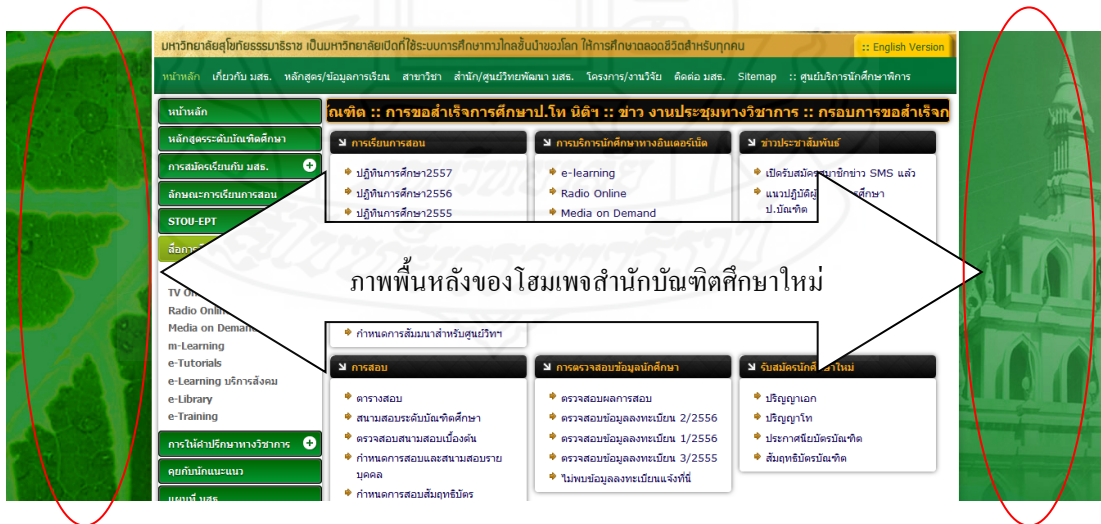 มหาวิทยาลัยสุโขทัยธรรมาธิราช เป็นมหาวิทยาลัยเปิดที่ใช้ระบบการศึกษาทางไกลชั้นนำของโลก ให้การศึกษาตลอดชีวิตสำหรับทุกคน
:: English Version
หน้าหลัก เกี่ยวกับ มสธ. หลักสูตร/ข้อมูลการเรียน สาขาวิชา สำนัก/ศูนย์วิทยพัฒนา มสธ. โครงการ/งานวิจัย ติดต่อ มสธ. Sitemap :: ศูนย์บริการนักศึกษาพิการ
ัณฑิต :: การขอสำเร็จการศึกษาป.โท นิติฯ :: ข่าว งานประชุมทางวิชาการ :: กรอบการขอสำเร็จก
หน้าหลัก
หลักสูตรระดับบัณฑิตศึกษา
การสมัครเรียนกับ มสธ.
ลักษณะการเรียนการสอน
STOU-EPT
Radio
Media on Demand
m-Learning
e-Tutorials
e-Learning บริการสังคม
e-Library
e-Training
การให้คำปรึกษาทางวิชาการ
คุยกับนักแนะแนว
แผนที่ มสธ
การเรียนการสอน
ปฏิทินการศึกษา2557
ปฏิทินการศึกษา2556
ปฏิทินการศึกษา2555
การบริการนักศึกษาทางอินเตอร์เน็ต
e-learning
Radio Online
Media on Demand
ข่าวประชาสัมพันธ์
เปิดรับสมัครสมาชิกข่าว SMS แล้ว
แนวปฏิบัติผู้
ป.บัณฑิต
ภาพพื้นหลังของโฮมเพจสำนักบัณฑิตศึกษาใหม่
กำหนดการสัมมนาสำหรับศูนย์วิทฯ
การสอบ
ตารางสอบ
สนามสอบระดับบัณฑิตศึกษา
ตรวจสอบสนามสอบเบื้องต้น
กำหนดการสอบและสนามสอบราย
บุคคล
กำหนดการสอบสัมฤทธิบัตร
การตรวจสอบข้อมูลนักศึกษา
ตรวจสอบผลการสอบ
ตรวจสอบข้อมูลลงทะเบียน 2/2556
ตรวจสอบข้อมูลลงทะเบียน 1/2556
ตรวจสอบข้อมูลลงทะเบียน 3/2555
ไม่พบข้อมูลลงทะเบียนแจ้งที่นี่
รับสมัครนักศึกษาใหม่
ปริญญาเอก
ปริญญาโท
ประกาศนียบัตรบัณฑิต
สัมฤทธิบัตรบัณฑิต